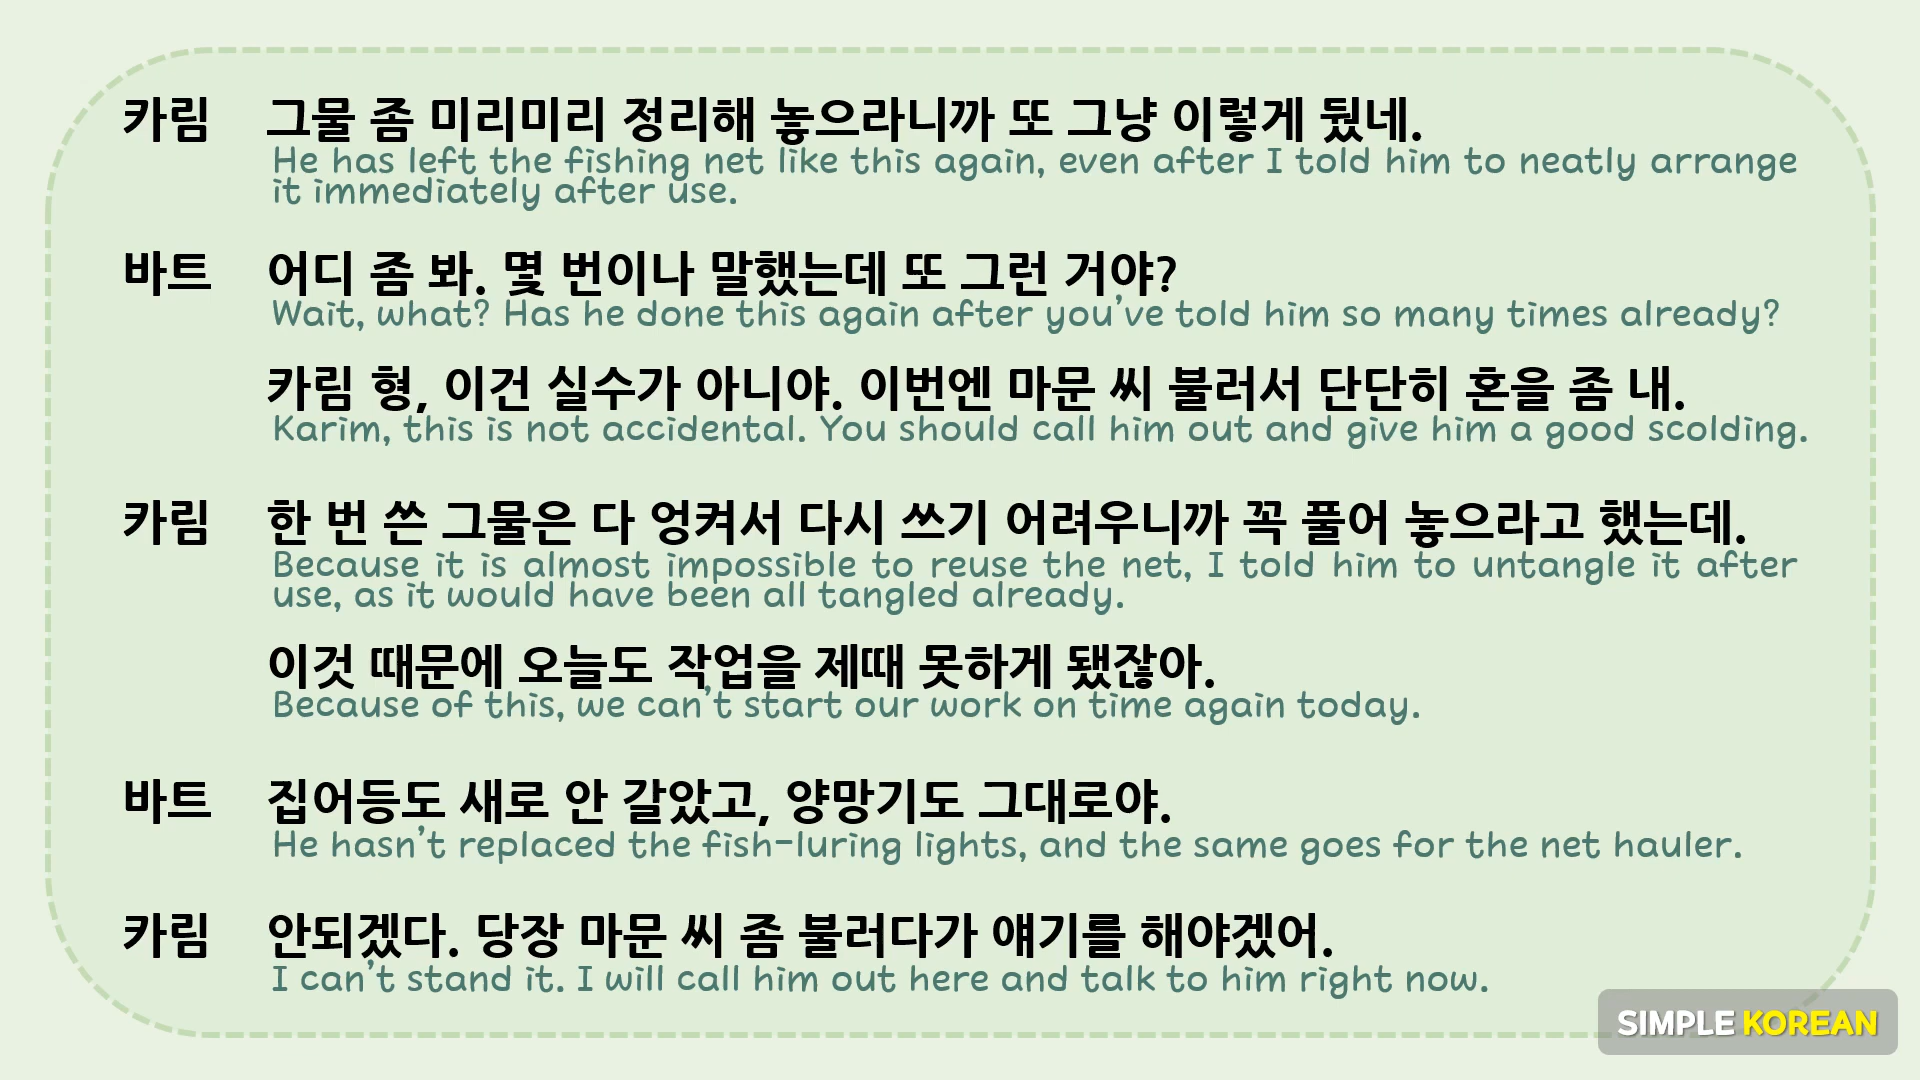 카림 그물 좀 미리미리 정리해 놓으라니까 또 그냥 이렇게 뒀네.
He has left the fishing net like this again, even after I told him to neatly arrange
it immediately after use.
바트 어디 좀 봐. 몇 번이나 말했는데 또 그런 거야?
Wait, what? Has he done this again after you've told him so many times already?
카림 형, 이건 실수가 아니야. 이번엔 마문 씨 불러서 단단히 혼을 좀 내.
Karim, this is not accidental. You should call him out and give him a good scolding.
카림 한 번 쓴 그물은 다 엉켜서 다시 쓰기 어려우니까 꼭 풀어 놓으라고 했는데.
Because it is almost impossible to reuse the net, I told him to untangle it after
use, as it would have been all tangled already.
이것 때문에 오늘도 작업을 제때 못하게 됐잖아.
Because of this, we can't start our work on time again today.
바트 집어등도 새로 안 갈았고, 양망기도 그대로야.
He hasn't replaced the fish-luring lights, and the same goes for the net hauler.
카림 안되겠다. 당장 마문 씨 좀 불러다가 얘기를 해야겠어.
I can't stand it. I will call him out here and talk to him right now.
SIMPLE KOREAN